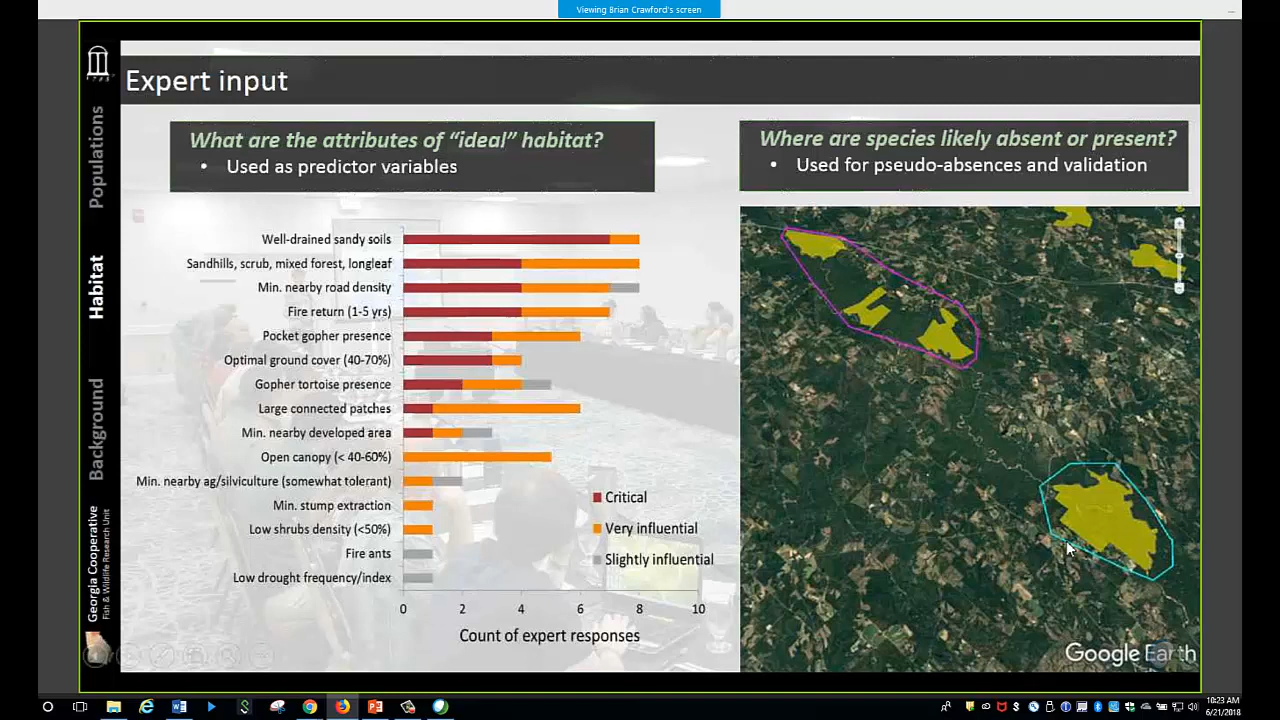 Viewing Brian Crawford's screen
Expert input
Populations
Habitat
Background
Georgia Cooperative
Fish & Wildlife Research Unit
What are the attributes of “ideal” habitat?
• Used as predictor variables
Where are species likely absent or present?
• Used for pseudo-absences and validation
Well-drained sandy soils
Sandhills, scrub, mixed forest, longleaf
Min. nearby road density
Fire return (1-5 yrs)
Pocket gopher presence
Optimal ground cover (40-70%)
Gopher tortoise presence
Large connected patches
Min. nearby developed area
Open canopy (< 40-60%)
Min. nearby ag/silviculture (somewhat tolerant)
Min. stump extraction
Low shrubs density (<50%)
Fire ants
Low drought frequency/index
Critical
Very influential
Slightly influential
0 2 4 6 8 10
Count of expert responses
Google Earth
10:23 AM
6/21/2018